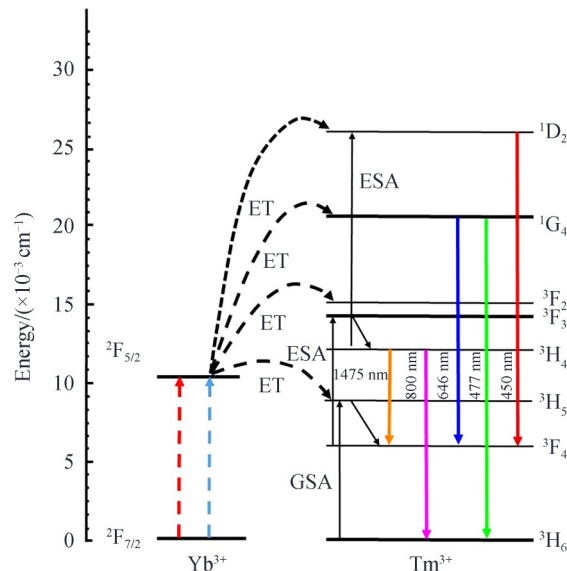 Energy/(×10⁻³ cm⁻¹)
30
25
20
15
10
5
0
²F₅/₂
²F₇/₂
Yb³⁺
ET
ET
ET
ET
ESA
ESA
GSA
1475 nm
800 nm
646 nm
477 nm
450 nm
¹D₂
¹G₄
³F₂
³F₃
³H₄
³H₅
³F₄
³H₆
Tm³⁺